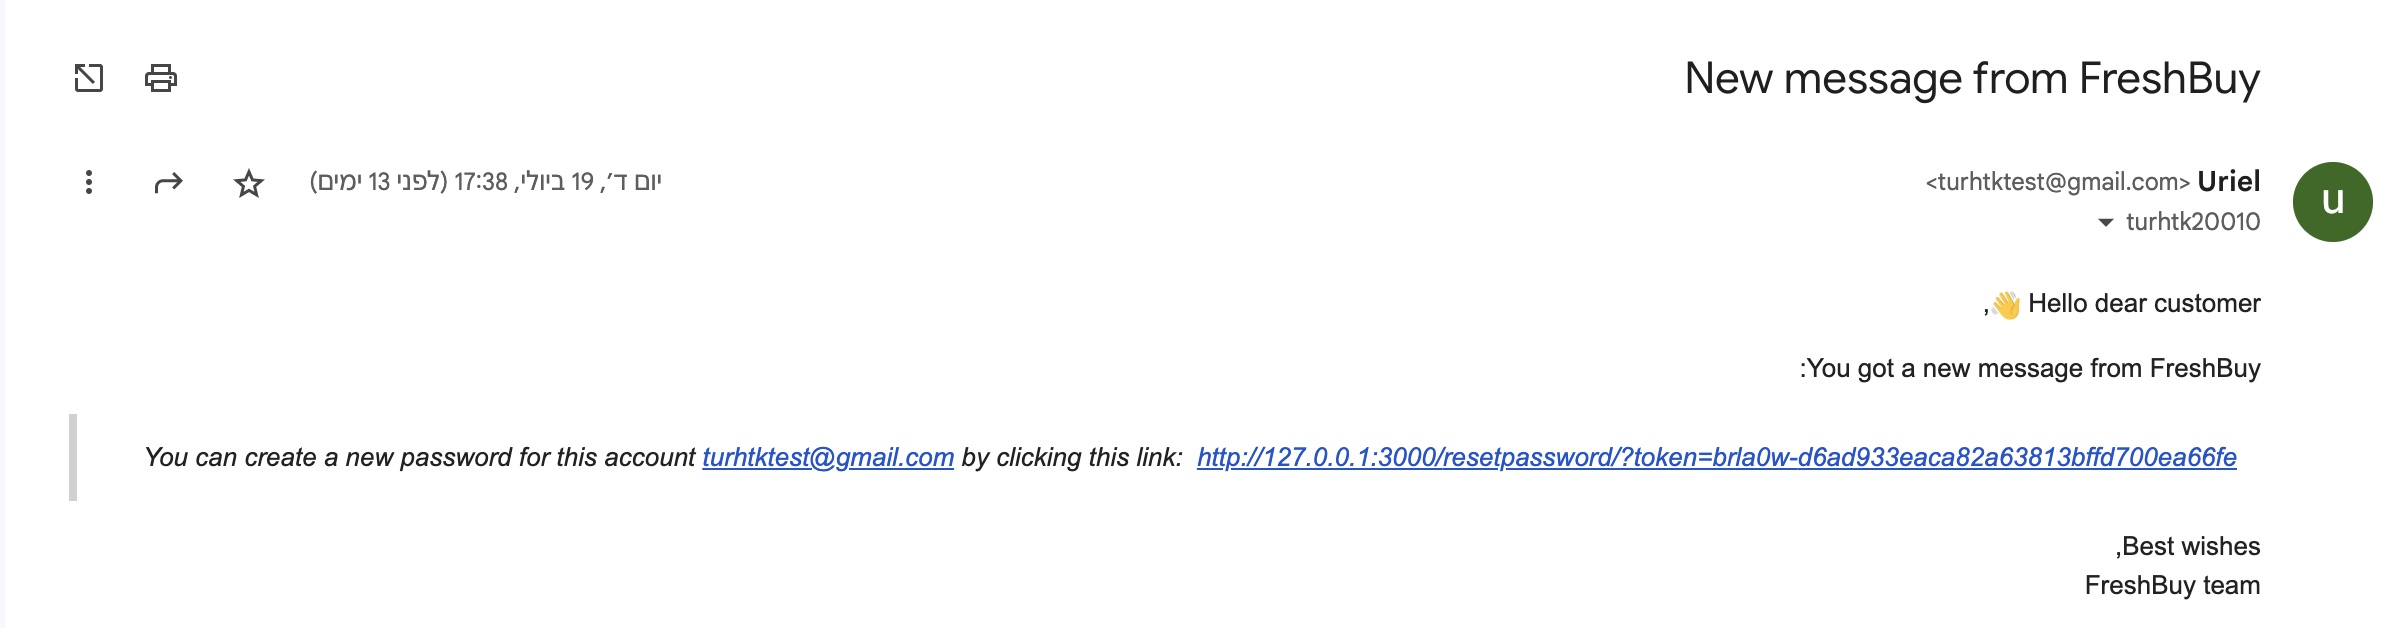 New message from FreshBuy
Uriel <turhtktest@gmail.com>
יום ד׳, 19 ביולי, 17:38 (לפני 13 ימים)
turhtk20010
u
Hello dear customer 👋,
You got a new message from FreshBuy:
You can create a new password for this account turhtktest@gmail.com by clicking this link: http://127.0.0.1:3000/resetpassword/?token=brla0w-d6ad933eaca82a63813bffd700ea66fe
Best wishes,
FreshBuy team